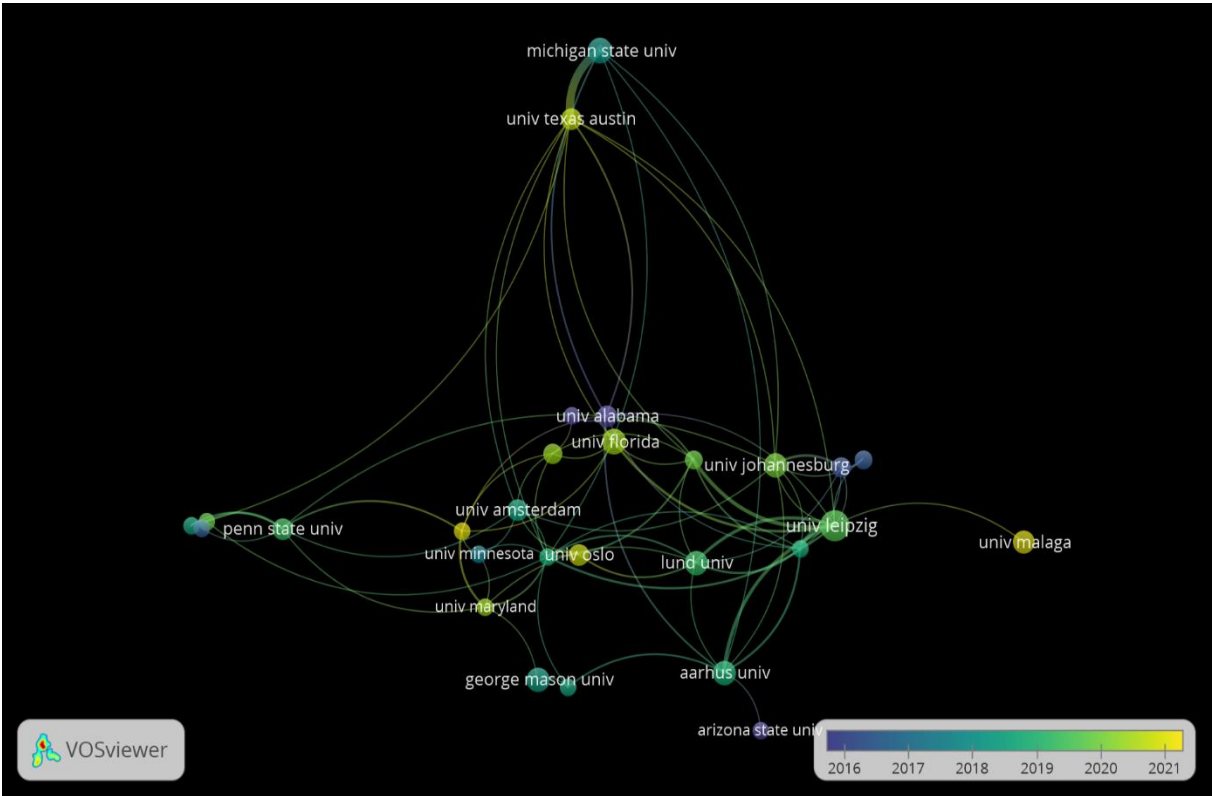 michigan state univ
univ texas austin
univ alabama
univ florida
univ johannesburg
univ amsterdam
penn state univ
univ leipzig
univ malaga
univ minnesota
univ oslo
lund univ
univ maryland
george mason univ
aarhus univ
arizona state univ
VOSviewer
2016 2017 2018 2019 2020 2021